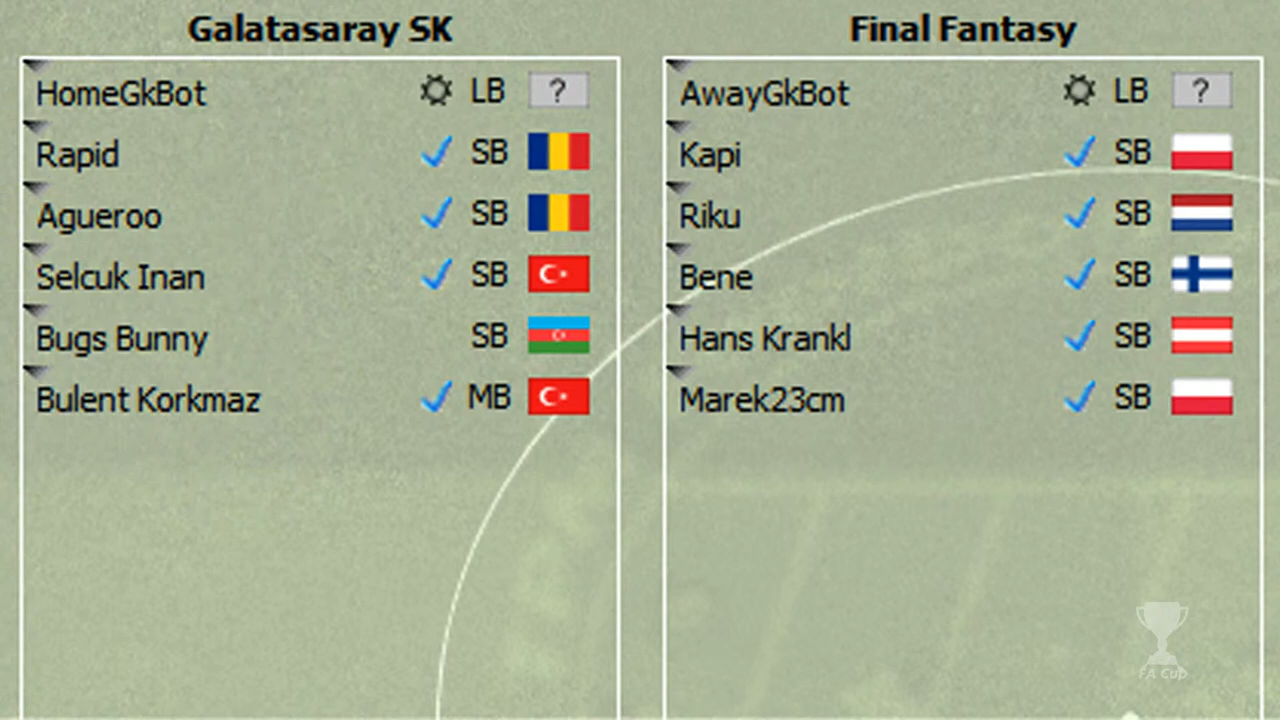 Galatasaray SK
HomeGkBot LB ?
Rapid SB
Agueroo SB
Selcuk Inan SB
Bugs Bunny SB
Bulent Korkmaz MB
Final Fantasy
AwayGkBot LB ?
Kapi SB
Riku SB
Bene SB
Hans Krankl SB
Marek23cm SB
FA Cup